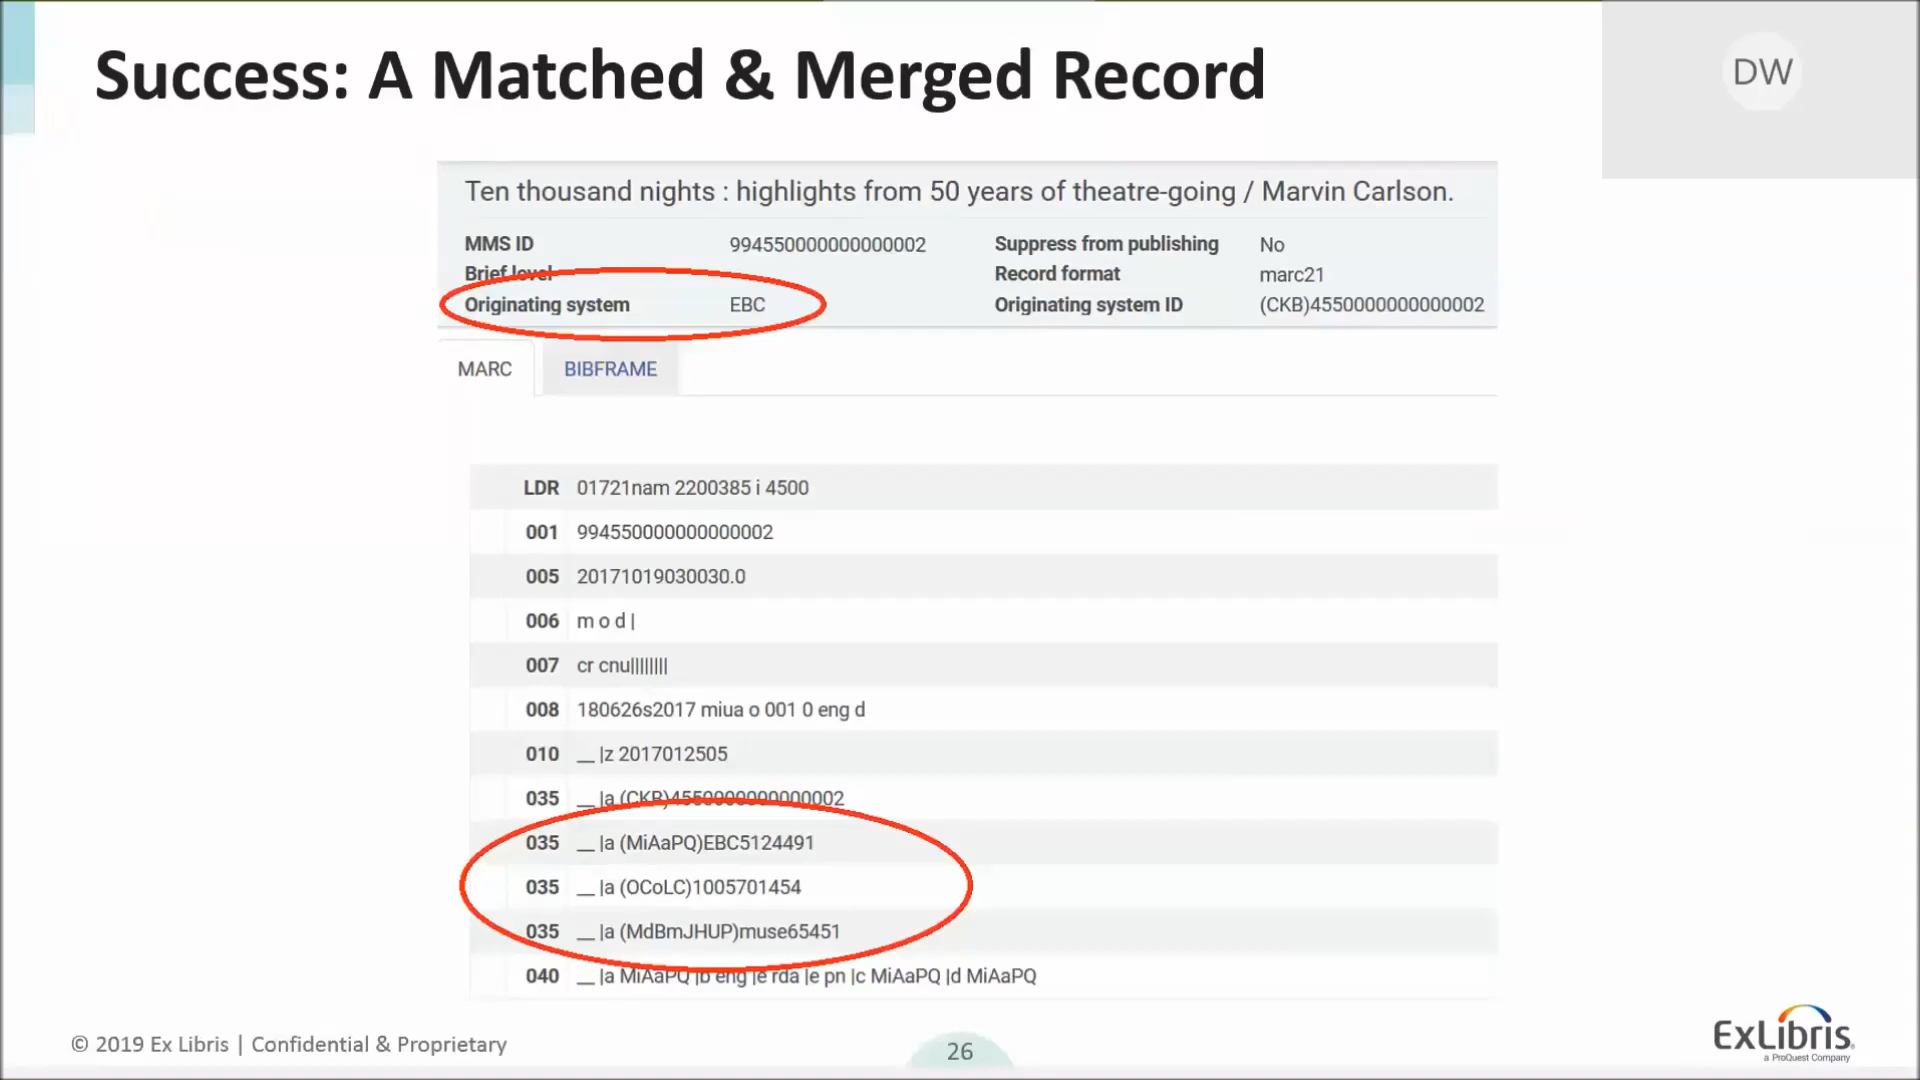 Success: A Matched & Merged Record
DW
Ten thousand nights : highlights from 50 years of theatre-going / Marvin Carlson.
MMS ID 994550000000000002 Suppress from publishing No
Brief level Record format marc21
Originating system EBC Originating system ID (CKB)4550000000000002
MARC BIBFRAME
LDR 01721nam 2200385 i 4500
001 994550000000000002
005 20171019030030.0
006 m o d |
007 cr cnu||||||||
008 180626s2017 miua o 001 0 eng d
010 __ |z 2017012505
035 __ |a (CKB)4550000000000002
035 __ |a (MiAaPQ)EBC5124491
035 __ |a (OCoLC)1005701454
035 __ |a (MdBmJHUP)muse65451
040 __ |a MiAaPQ |b eng |e rda |e pn |c MiAaPQ |d MiAaPQ
© 2019 Ex Libris | Confidential & Proprietary
26
ExLibris
a ProQuest Company